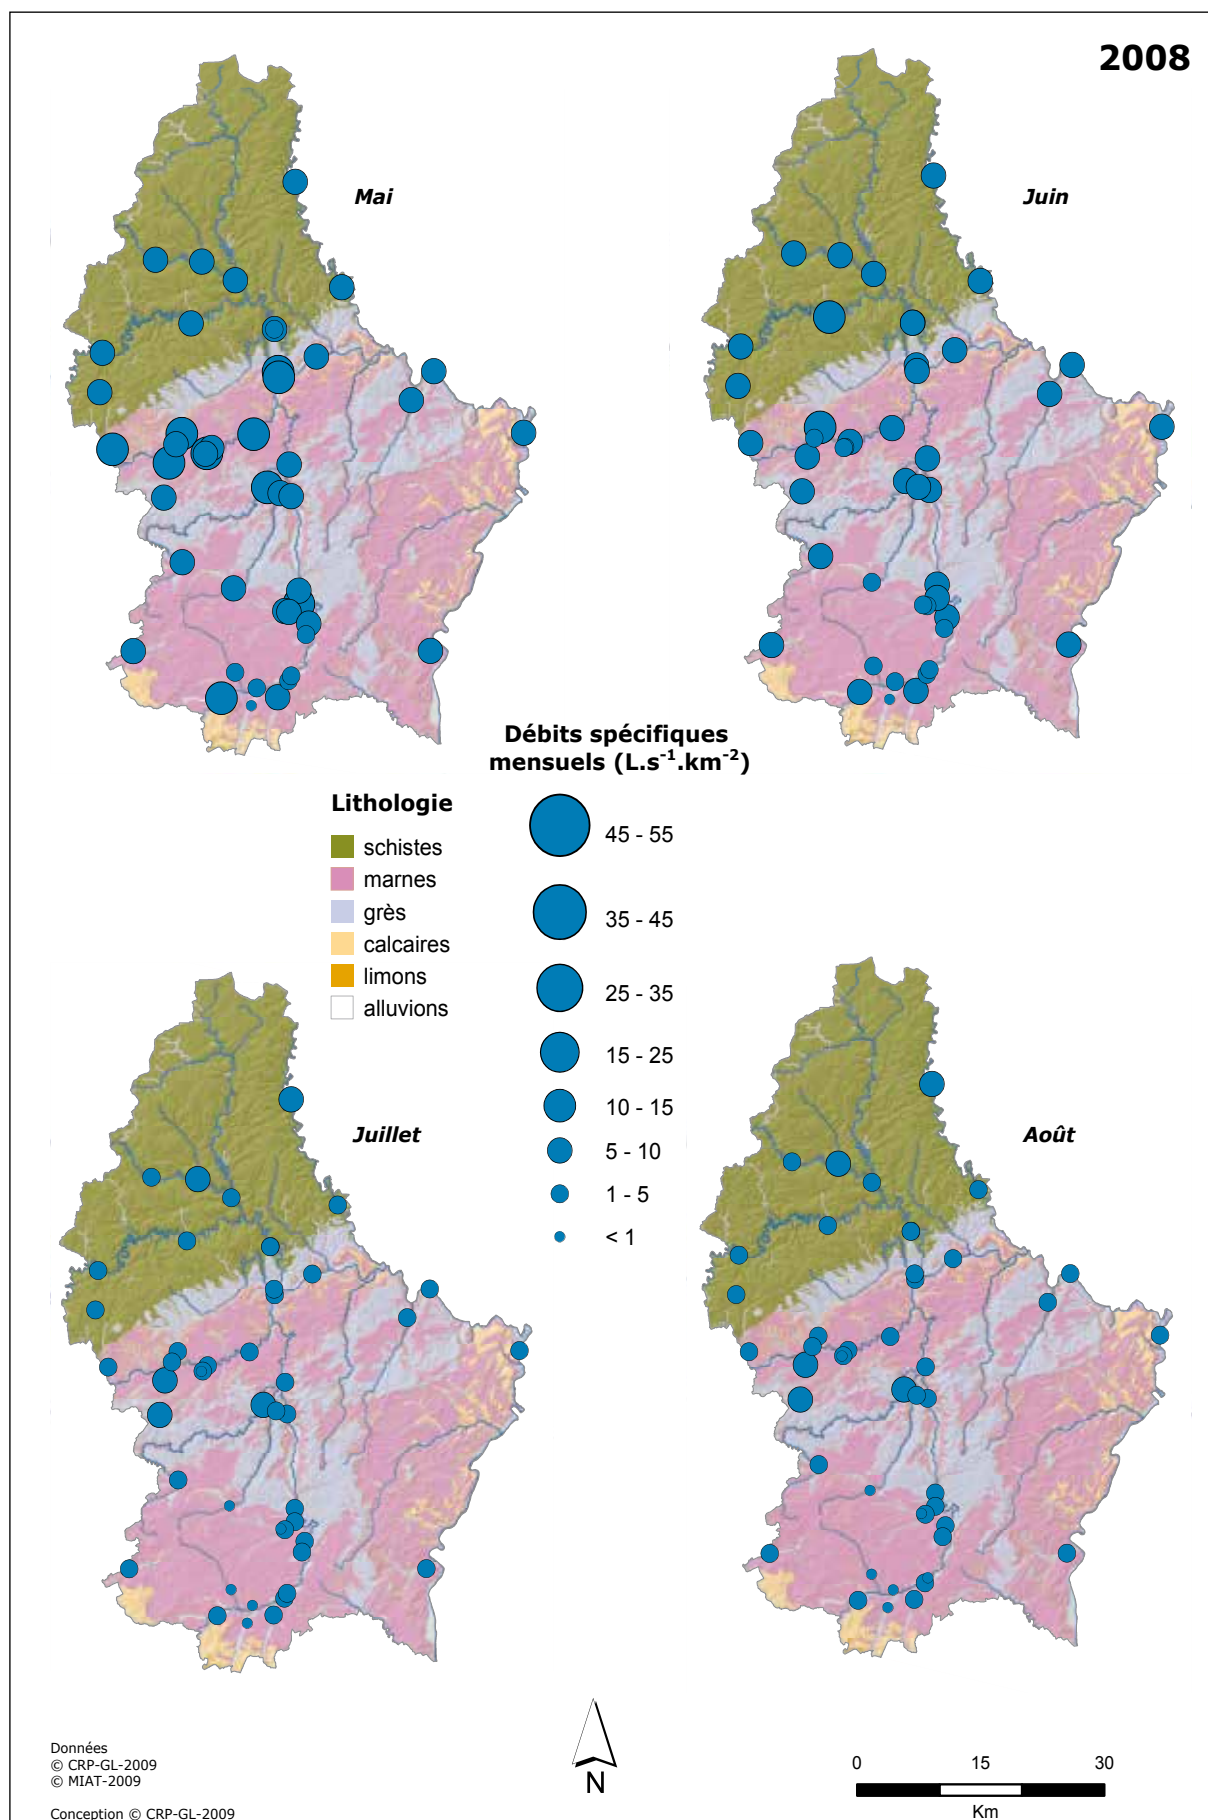 2008
Mai
Juin
Débits spécifiques
mensuels (L.s⁻¹.km⁻²)
Lithologie
schistes
marnes
grès
calcaires
limons
alluvions
45 - 55
35 - 45
25 - 35
15 - 25
10 - 15
5 - 10
1 - 5
< 1
Juillet
Août
N
Données
© CRP-GL-2009
© MIAT-2009
Conception © CRP-GL-2009
0 15 30
Km